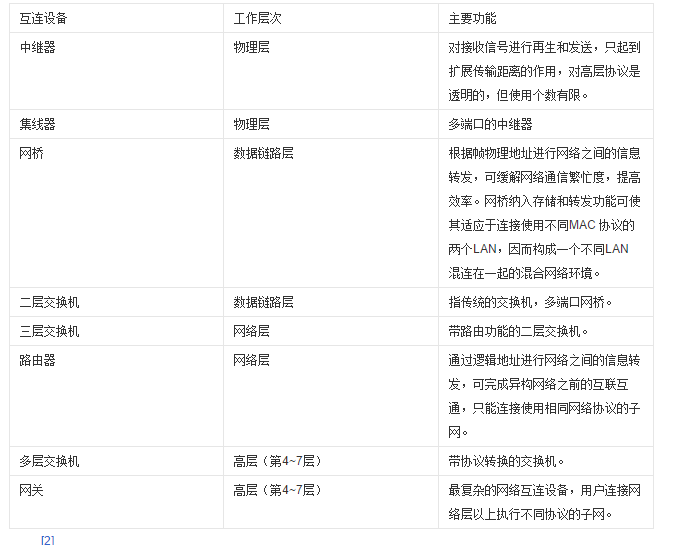 互连设备 工作层次 主要功能
中继器 物理层 对接收信号进行再生和发送，只起到
扩展传输距离的作用，对高层协议是
透明的，但使用个数有限。
集线器 物理层 多端口的中继器
网桥 数据链路层 根据帧物理地址进行网络之间的信息
转发，可缓解网络通信繁忙度，提高
效率。网桥纳入存储和转发功能可使
其适应于连接使用不同MAC 协议的
两个LAN，因而构成一个不同LAN
混连在一起的混合网络环境。
二层交换机 数据链路层 指传统的交换机，多端口网桥。
三层交换机 网络层 带路由功能的二层交换机。
路由器 网络层 通过逻辑地址进行网络之间的信息转
发，可完成异构网络之前的互联互
通，只能连接使用相同网络协议的子
网。
多层交换机 高层（第4~7层） 带协议转换的交换机。
网关 高层（第4~7层） 最复杂的网络互连设备，用户连接网
络层以上执行不同协议的子网。
[2]